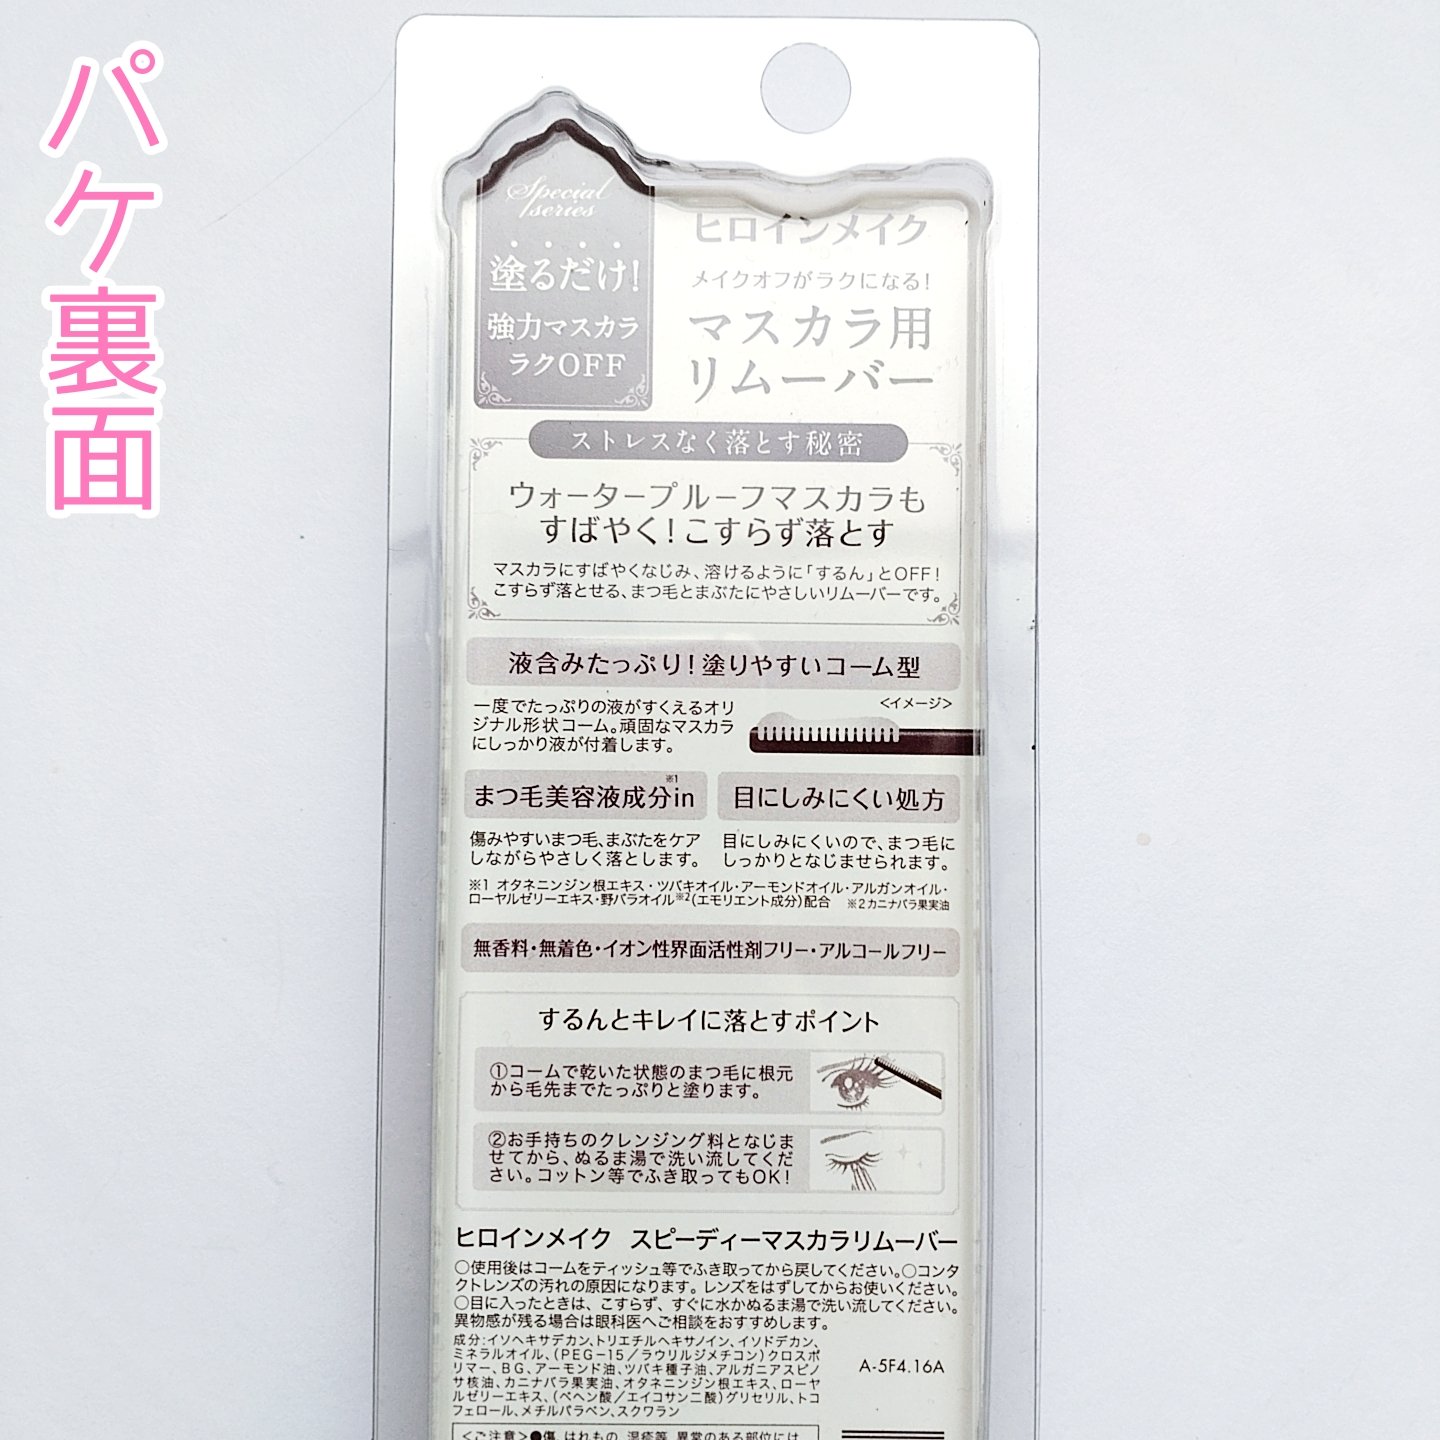 パケ裏面
Special
series
塗るだけ!
強力マスカラ
ラクOFF
ヒロインメイク
メイクオフがラクになる!
マスカラ用
リムーバー
ストレスなく落とす秘密
ウォータープルーフマスカラも
すばやく!こすらず落とす
マスカラにすばやくなじみ、溶けるように「するん」とOFF!
こすらず落とせる、まつ毛とまぶたにやさしいリムーバーです。
液含みたっぷり!塗りやすいコーム型
一度でたっぷりの液がすくえるオリ
ジナル形状コーム。頑固なマスカラ
にしっかり液が付着します。
<イメージ>
まつ毛美容液成分※1in
傷みやすいまつ毛、まぶたをケア
しながらやさしく落とします。
目にしみにくい処方
目にしみにくいので、まつ毛に
しっかりとなじませられます。
※1 オタネニンジン根エキス・ツバキオイル・アーモンドオイル・アルガンオイル・
ローヤルゼリーエキス・野バラオイル※2(エモリエント成分)配合 ※2カニナバラ果実油
無香料・無着色・イオン性界面活性剤フリー・アルコールフリー
するんとキレイに落とすポイント
①コームで乾いた状態のまつ毛に根元
から毛先までたっぷりと塗ります。
②お手持ちのクレンジング料となじま
せてから、ぬるま湯で洗い流してくだ
さい。コットン等でふき取ってもOK!
ヒロインメイク スピーディーマスカラリムーバー
○使用後はコームをティッシュ等でふき取ってから戻してください。○コンタ
クトレンズの汚れの原因になります。レンズをはずしてからお使いください。
○目に入ったときは、こすらず、すぐに水かぬるま湯で洗い流してください。
異物感が残る場合は眼科医へご相談をおすすめします。
成分:イソヘキサデカン、トリエチルヘキサノイン、イソドデカン、
ミネラルオイル、(PEG-15/ラウリルジメチコン)クロスポ
リマー、BG、アーモンド油、ツバキ種子油、アルガニアスピノ
サ核油、カニナバラ果実油、オタネニンジン根エキス、ローヤ
ルゼリーエキス、(ベヘン酸/エイコサン二酸)グリセリル、トコ
フェロール、メチルパラベン、スクワラン
A-5F4.16A
<ご注意>●傷、はれもの、湿疹等、異常のある部位には